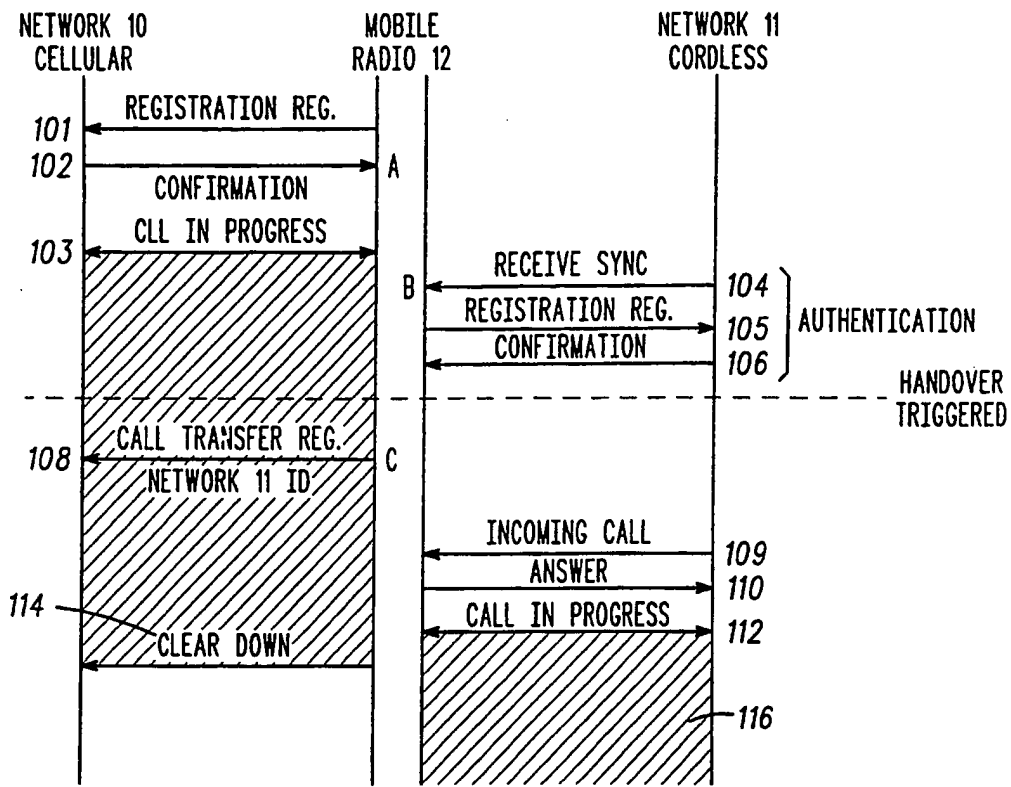 NETWORK 10
CELLULAR
MOBILE
RADIO 12
NETWORK 11
CORDLESS
REGISTRATION REG.
101
102
A
CONFIRMATION
CLL IN PROGRESS
103
RECEIVE SYNC
B
104
REGISTRATION REG.
105
AUTHENTICATION
CONFIRMATION
106
HANDOVER
TRIGGERED
CALL TRANSFER REG.
108
C
NETWORK 11 ID
INCOMING CALL
109
ANSWER
110
114
CALL IN PROGRESS
112
CLEAR DOWN
116